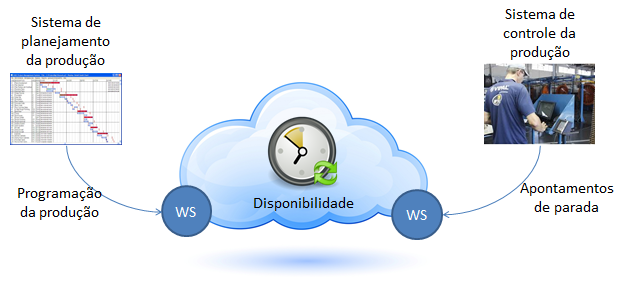 Sistema de
planejamento
da produção
Sistema de
controle da
produção
Programação
da produção
WS
Disponibilidade
WS
Apontamentos
de parada